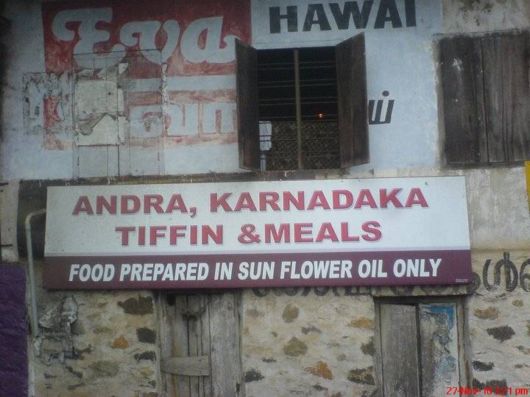 Eva
HAWAI
ANDRA, KARNADAKA
TIFFIN & MEALS
FOOD PREPARED IN SUN FLOWER OIL ONLY